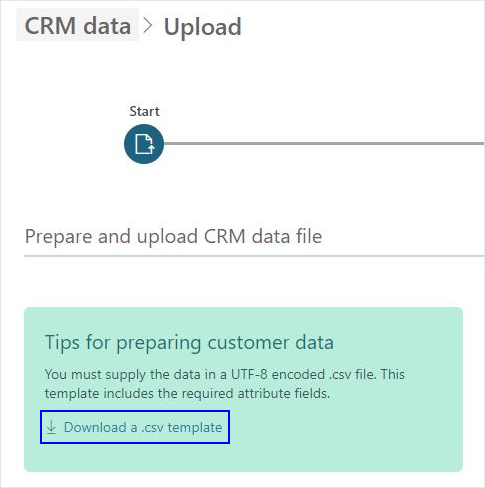 CRM data > Upload
Start
Prepare and upload CRM data file
Tips for preparing customer data
You must supply the data in a UTF-8 encoded .csv file. This
template includes the required attribute fields.
Download a .csv template